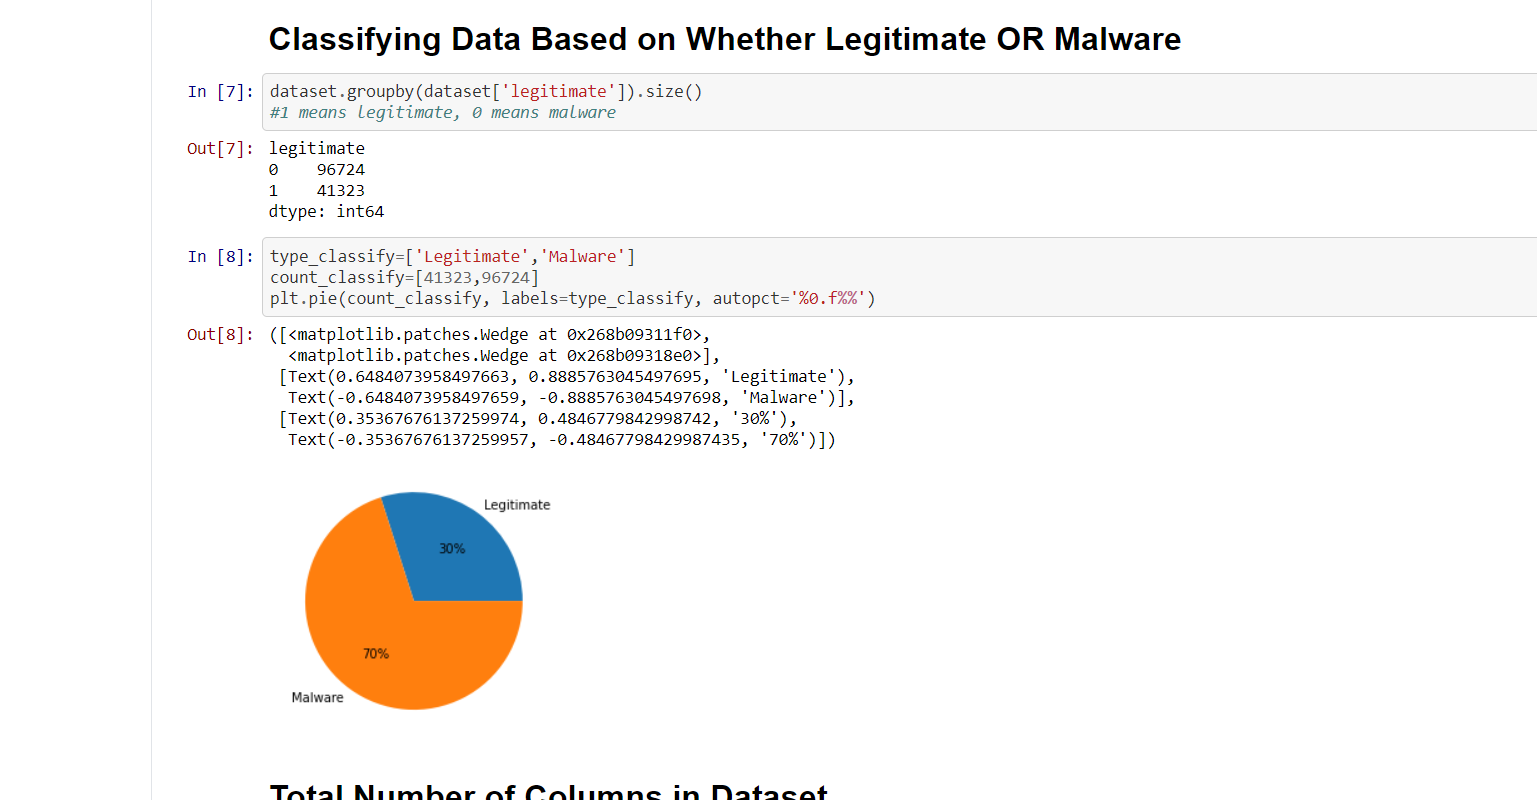 Classifying Data Based on Whether Legitimate OR Malware
In [7]: dataset.groupby(dataset['legitimate']).size()
#1 means legitimate, 0 means malware
Out[7]: legitimate
0    96724
1    41323
dtype: int64
In [8]: type_classify=['Legitimate','Malware']
count_classify=[41323,96724]
plt.pie(count_classify, labels=type_classify, autopct='%0.f%%')
Out[8]: ([<matplotlib.patches.Wedge at 0x268b09311f0>,
<matplotlib.patches.Wedge at 0x268b09318e0>],
[Text(0.6484073958497663, 0.8885763045497695, 'Legitimate'),
Text(-0.6484073958497659, -0.8885763045497698, 'Malware')],
[Text(0.35367676137259974, 0.4846779842998742, '30%'),
Text(-0.35367676137259957, -0.48467798429987435, '70%')])
Legitimate
30%
70%
Malware
Total Number of Columns in Dataset